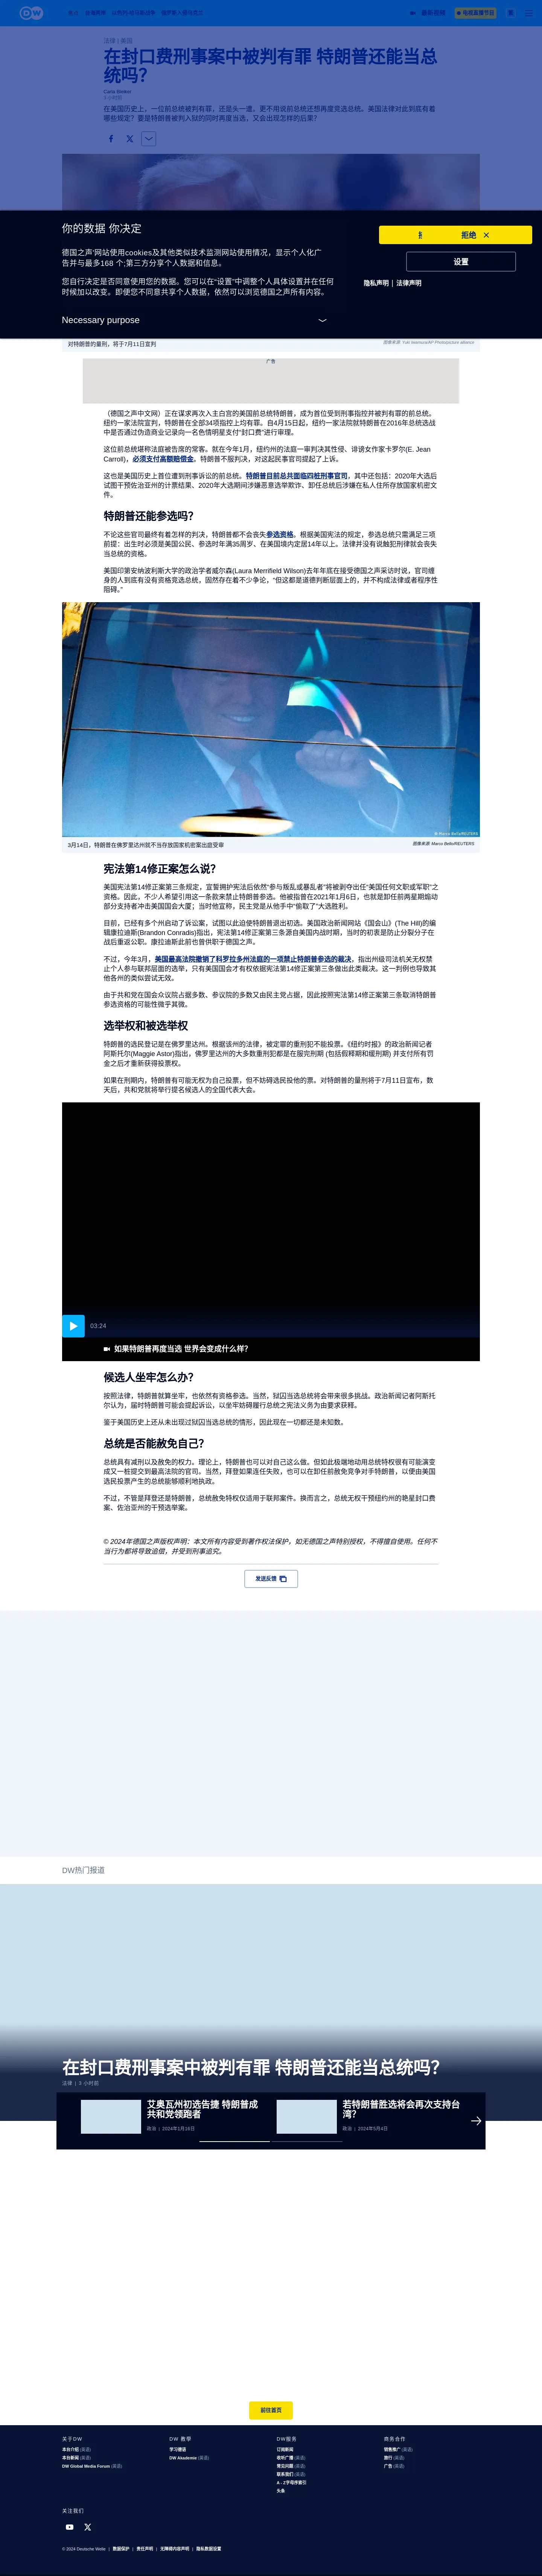 DW
最新视频
电视直播节目
法律 | 美国
在封口费刑事案中被判有罪 特朗普还能当总
统吗？
Carla Bleiker
在美国历史上，一位前总统被判有罪，还是头一遭。更不用说前总统还想再度竞选总统。美国法律对此到底有着
哪些规定？要是特朗普被判入狱的同时再度当选，又会出现怎样的后果？
你的数据 你决定
德国之声'网站使用cookies及其他类似技术监测网站使用情况，显示个人化广
告并与最多168 个;第三方分享个人数据和信息。
您自行决定是否同意使用您的数据。您可以在"设置"中调整个人具体设置并在任何
时候加以改变。即便您不同意共享个人数据，依然可以浏览德国之声所有内容。
Necessary purpose
拒绝
设置
隐私声明 | 法律声明
对特朗普的量刑，将于7月11日宣判
图像来源: Yuki Iwamura/AP Photo/picture alliance
广告
（德国之声中文网）正在谋求再次入主白宫的美国前总统特朗普，成为首位受到刑事指控并被判有罪的前总统。
纽约一家法院宣判，特朗普在全部34项指控上均有罪。自4月15日起，纽约一家法院就特朗普在2016年总统选战
中是否通过伪造商业记录向一名色情明星支付"封口费"进行审理。
这位前总统堪称法庭被告席的常客。就在今年1月，纽约州的法庭一审判决其性侵、诽谤女作家卡罗尔(E. Jean
Carroll)，必须支付高额赔偿金。特朗普不服判决，对这起民事官司提起了上诉。
这也是美国历史上首位遭到刑事诉讼的前总统。特朗普目前总共面临四桩刑事官司，其中还包括：2020年大选后
试图干预佐治亚州的计票结果、2020年大选期间涉嫌恶意选举欺诈、卸任总统后涉嫌在私人住所存放国家机密文
件。
特朗普还能参选吗？
不论这些官司最终有着怎样的判决，特朗普都不会丧失参选资格。根据美国宪法的规定，参选总统只需满足三项
前提：出生时必须是美国公民、参选时年满35周岁、在美国境内定居14年以上。法律并没有说触犯刑律就会丧失
当总统的资格。
美国印第安纳波利斯大学的政治学者威尔森(Laura Merrifield Wilson)去年年底在接受德国之声采访时说，官司缠
身的人到底有没有资格竞选总统，固然存在着不少争论，"但这都是道德判断层面上的，并不构成法律或者程序性
阻碍。"
© Marco Bello/REUTERS
3月14日，特朗普在佛罗里达州就不当存放国家机密案出庭受审
图像来源: Marco Bello/REUTERS
宪法第14修正案怎么说？
美国宪法第14修正案第三条规定，宣誓拥护宪法后依然"参与叛乱或暴乱者"将被剥夺出任"美国任何文职或军职"之
资格。因此，不少人希望引用这一条款来禁止特朗普参选。他被指曾在2021年1月6日，也就是卸任前两星期煽动
部分支持者冲击美国国会大厦；当时他宣称，民主党是从他手中"偷取了"大选胜利。
目前，已经有多个州启动了诉讼案，试图以此迫使特朗普退出初选。美国政治新闻网站《国会山》(The Hill)的编
辑康拉迪斯(Brandon Conradis)指出，宪法第14修正案第三条源自美国内战时期，当时的初衷是防止分裂分子在
战后重返公职。康拉迪斯此前也曾供职于德国之声。
不过，今年3月，美国最高法院撤销了科罗拉多州法庭的一项禁止特朗普参选的裁决，指出州级司法机关无权禁
止个人参与联邦层面的选举，只有美国国会才有权依据宪法第14修正案第三条做出此类裁决。这一判例也导致其
他各州的类似尝试无效。
由于共和党在国会众议院占据多数、参议院的多数又由民主党占据，因此按照宪法第14修正案第三条取消特朗普
参选资格的可能性微乎其微。
选举权和被选举权
特朗普的选民登记是在佛罗里达州。根据该州的法律，被定罪的重刑犯不能投票。《纽约时报》的政治新闻记者
阿斯托尔(Maggie Astor)指出，佛罗里达州的大多数重刑犯都是在服完刑期 (包括假释期和缓刑期) 并支付所有罚
金之后才重新获得投票权。
如果在刑期内，特朗普有可能无权为自己投票，但不妨碍选民投他的票。对特朗普的量刑将于7月11日宣布，数
天后，共和党就将举行提名候选人的全国代表大会。
03:24
如果特朗普再度当选 世界会变成什么样？
候选人坐牢怎么办？
按照法律，特朗普就算坐牢，也依然有资格参选。当然，狱囚当选总统将会带来很多挑战。政治新闻记者阿斯托
尔认为，届时特朗普可能会提起诉讼，以坐牢妨碍履行总统之宪法义务为由要求获释。
鉴于美国历史上还从未出现过狱囚当选总统的情形，因此现在一切都还是未知数。
总统是否能赦免自己？
总统具有减刑以及赦免的权力。理论上，特朗普也可以对自己这么做。但如此极端地动用总统特权很有可能演变
成又一桩提交到最高法院的官司。当然，拜登如果连任失败，也可以在卸任前赦免竞争对手特朗普，以便由美国
选民投票产生的总统能够顺利地执政。
不过，不管是拜登还是特朗普，总统赦免特权仅适用于联邦案件。换而言之，总统无权干预纽约州的艳星封口费
案、佐治亚州的干预选举案。
© 2024年德国之声版权声明：本文所有内容受到著作权法保护，如无德国之声特别授权，不得擅自使用。任何不
当行为都将导致追偿，并受到刑事追究。
发送反馈
DW热门报道
在封口费刑事案中被判有罪 特朗普还能当总统吗？
法律 | 3 小时前
艾奥瓦州初选告捷 特朗普成
共和党领跑者
政治 | 2024年1月16日
若特朗普胜选将会再次支持台
湾？
政治 | 2024年5月4日
前往首页
关于DW
本台介绍 (英语)
本台新闻 (英语)
DW Global Media Forum (英语)
DW 教学
学习德语
DW Akademie (英语)
DW服务
订阅新闻
收听广播 (英语)
常见问题 (英语)
联系我们 (英语)
A - Z字母序索引
头条
商务合作
销售推广 (英语)
旅行 (英语)
广告 (英语)
关注我们
© 2024 Deutsche Welle | 数据保护 | 责任声明 | 无障碍内容声明 | 隐私数据设置